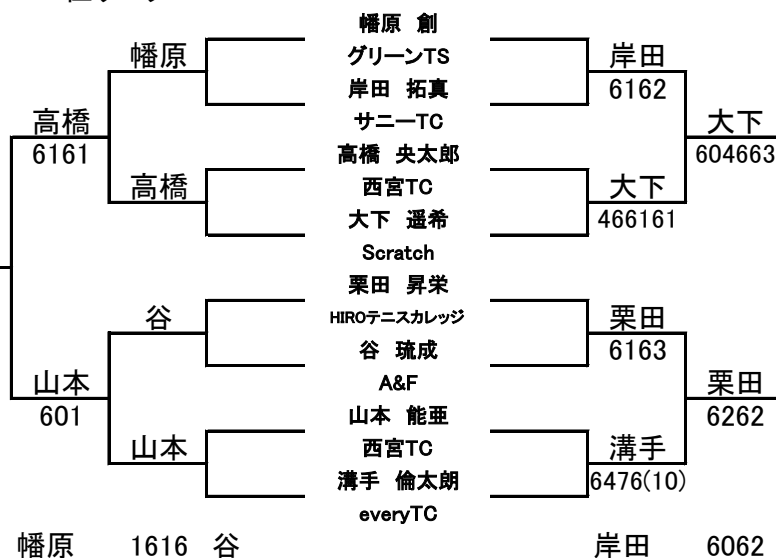 幡原 創
幡原 グリーンTS 岸田
岸田 拓真 6162
高橋 サニーTC 大下
6161 高橋 央太郎 604663
高橋 西宮TC 大下
大下 遥希 466161
Scratch
栗田 昇栄
谷 HIROテニスカレッジ 栗田
谷 琉成 6163
山本 A&F 栗田
601 山本 能亜 6262
山本 西宮TC 溝手
溝手 倫太朗 6476(10)
everyTC
幡原 1616 谷 岸田 6062